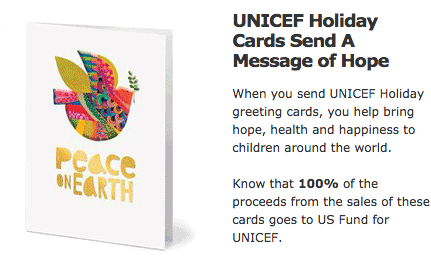 UNICEF Holiday
Cards Send A
Message of Hope
When you send UNICEF Holiday
greeting cards, you help bring
hope, health and happiness to
children around the world.
Know that 100% of the
proceeds from the sales of these
cards goes to US Fund for
UNICEF.
Peace
ON EARTH